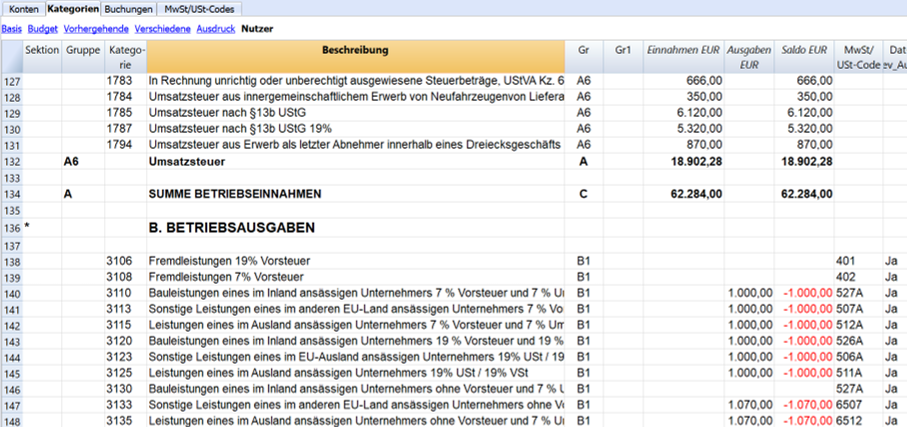 Konten Kategorien Buchungen MwSt/USt-Codes
Basis Budget Vorhergehende Verschiedene Ausdruck Nutzer
Sektion Gruppe Katego-rie Beschreibung Gr Gr1 Einnahmen EUR Ausgaben EUR Saldo EUR MwSt/USt-Code Dat
127 1783 In Rechnung unrichtig oder unberechtigt ausgewiesene Steuerbeträge, UStVA Kz. 6 A6 666,00 666,00
128 1784 Umsatzsteuer aus innergemeinschaftlichem Erwerb von Neufahrzeugenvon Liefera A6 350,00 350,00
129 1785 Umsatzsteuer nach §13b UStG A6 6.120,00 6.120,00
130 1787 Umsatzsteuer nach §13b UStG 19% A6 5.320,00 5.320,00
131 1794 Umsatzsteuer aus Erwerb als letzter Abnehmer innerhalb eines Dreiecksgeschäfts A6 870,00 870,00
132 A6 Umsatzsteuer A 18.902,28 18.902,28
133
134 A SUMME BETRIEBSEINNAHMEN C 62.284,00 62.284,00
135
136 * B. BETRIEBSAUSGABEN
137
138 3106 Fremdleistungen 19% Vorsteuer B1 401 Ja
139 3108 Fremdleistungen 7% Vorsteuer B1 402 Ja
140 3110 Bauleistungen eines im Inland ansässigen Unternehmers 7 % Vorsteuer und 7 % U B1 1.000,00 -1.000,00 527A Ja
141 3113 Sonstige Leistungen eines im anderen EU-Land ansässigen Unternehmers 7 % Vo B1 1.000,00 -1.000,00 507A Ja
142 3115 Leistungen eines im Ausland ansässigen Unternehmers 7 % Vorsteuer und 7 % Um B1 1.000,00 -1.000,00 512A Ja
143 3120 Bauleistungen eines im Inland ansässigen Unternehmers 19 % Vorsteuer und 19 % B1 1.000,00 -1.000,00 526A Ja
144 3123 Sonstige Leistungen eines im EU-Ausland ansässigen Unternehmers 19% USt / 19 B1 1.000,00 -1.000,00 506A Ja
145 3125 Leistungen eines im Ausland ansässigen Unternehmers 19% USt / 19% VSt B1 1.000,00 -1.000,00 511A Ja
146 3130 Bauleistungen eines im Inland ansässigen Unternehmers ohne Vorsteuer und 7 % U B1 527A Ja
147 3133 Sonstige Leistungen eines im anderen EU-Land ansässigen Unternehmers ohne Vo B1 1.070,00 -1.070,00 6507 Ja
148 3135 Leistungen eines im Ausland ansässigen Unternehmers ohne Vorsteuer und 7 % U B1 1.070,00 -1.070,00 6512 Ja